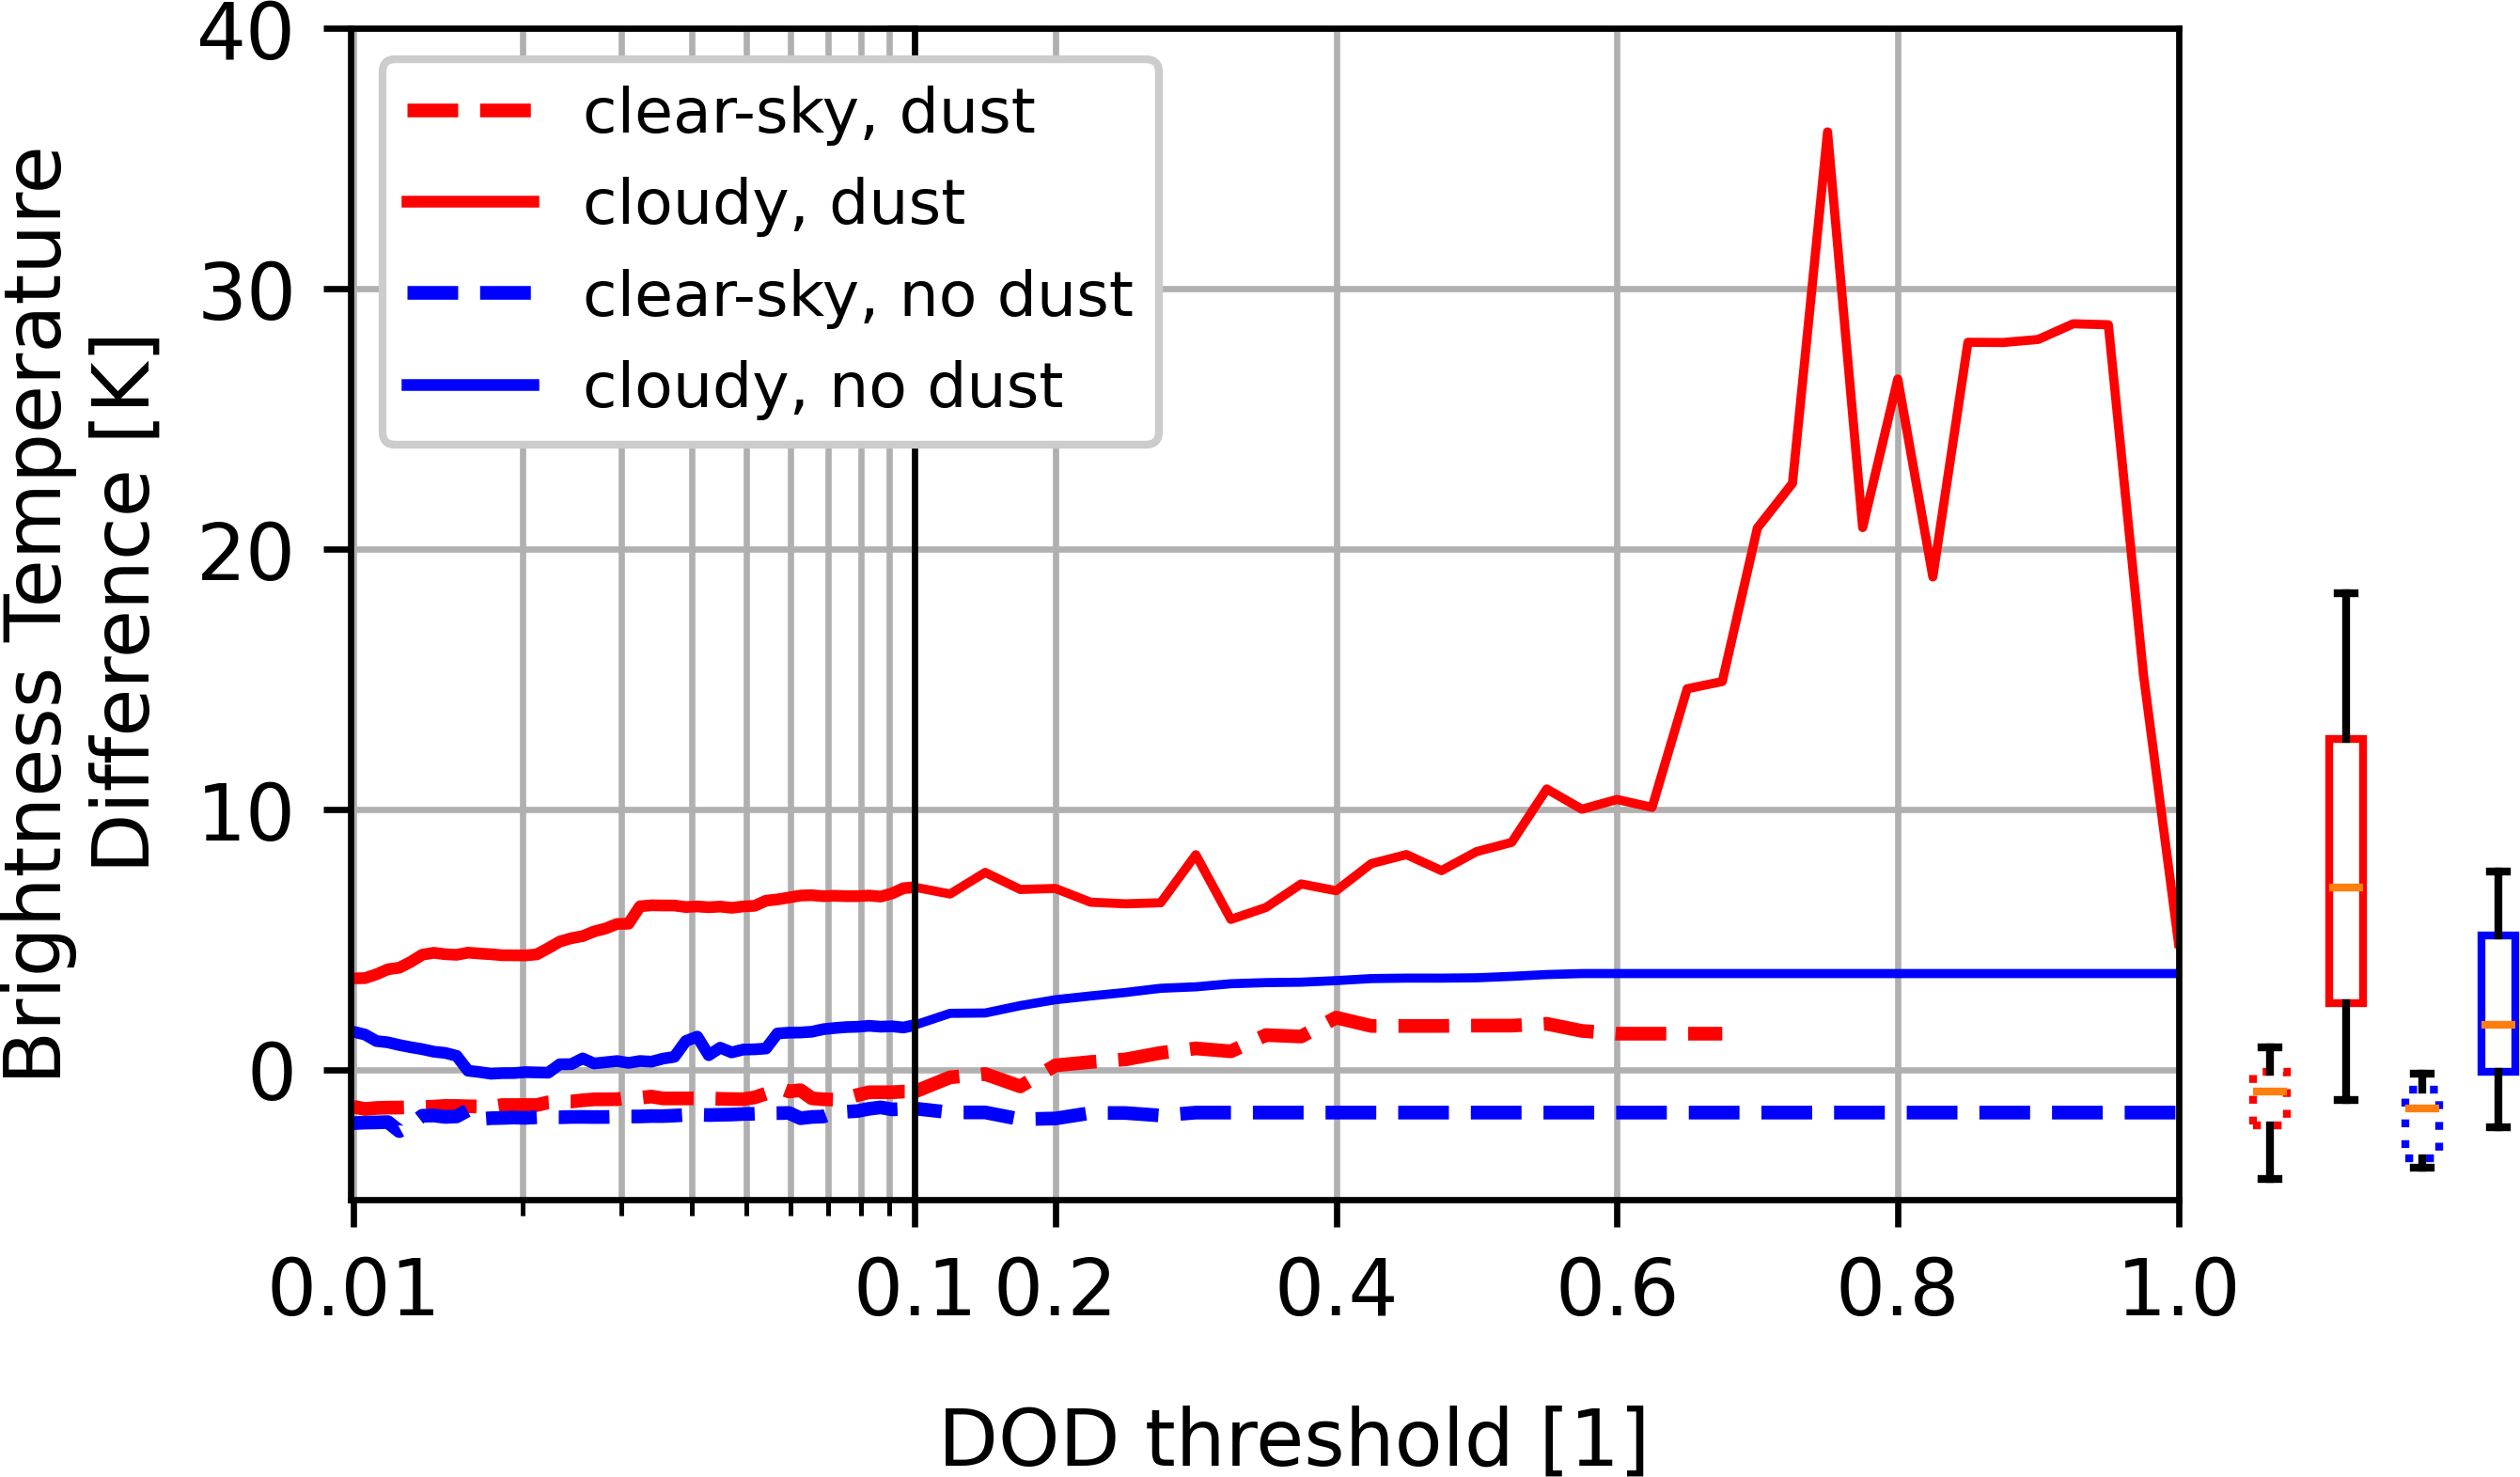 Brightness Temperature
Difference [K]
40
30
20
10
0
clear-sky, dust
cloudy, dust
clear-sky, no dust
cloudy, no dust
0.01 0.1 0.2 0.4 0.6 0.8 1.0
DOD threshold [1]